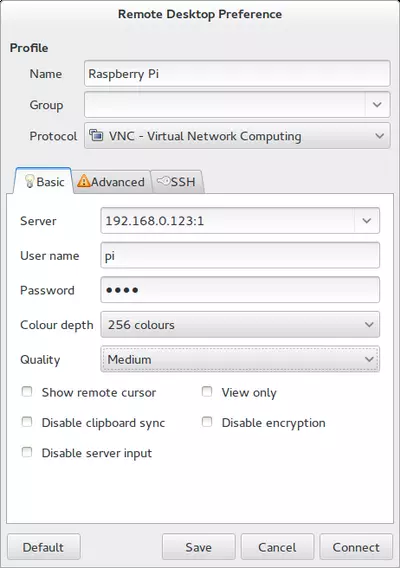 Remote Desktop Preference
Profile
Name Raspberry Pi
Group
Protocol VNC - Virtual Network Computing
Basic Advanced SSH
Server 192.168.0.123:1
User name pi
Password ●●●●
Colour depth 256 colours
Quality Medium
Show remote cursor View only
Disable clipboard sync Disable encryption
Disable server input
Default Save Cancel Connect